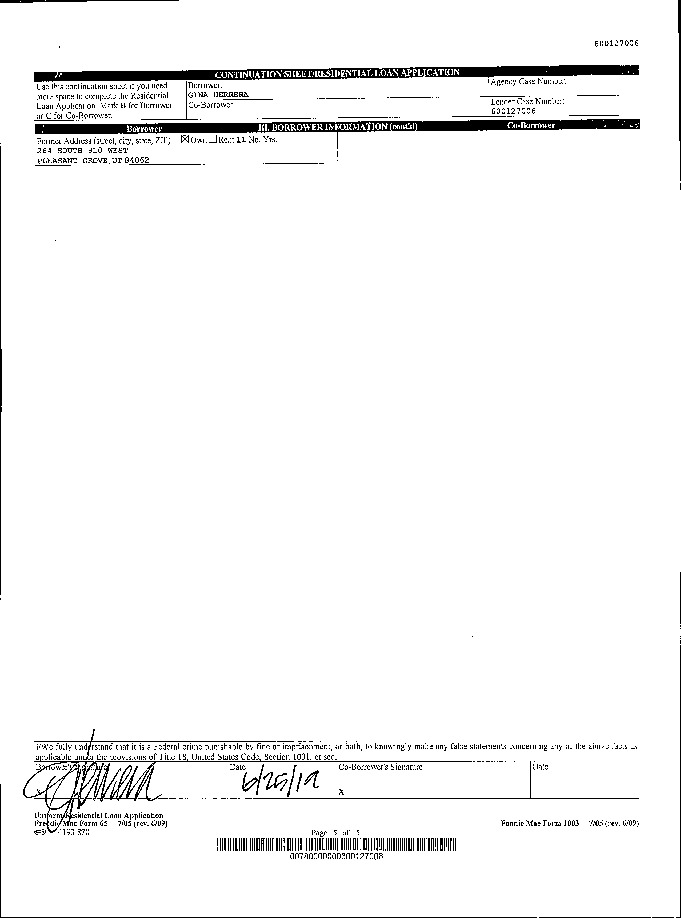 600127006
CONTINUATION SHEET/RESIDENTIAL LOAN APPLICATION
Use this continuation sheet if you need more space to complete the Residential Loan Application. Mark B for Borrower or C for Co-Borrower.
Borrower:
GINA HERRERA
Co-Borrower
Agency Case Number:
Lender Case Number:
600127006
Borrower
III. BORROWER INFORMATION (cont'd)
Co-Borrower
Former Address (street, city, state, ZIP) ☒ Own ☐ Rent 11 No. Yrs.
264 SOUTH 910 WEST
PLEASANT GROVE, UT 84062
I/We fully understand that it is a Federal crime punishable by fine or imprisonment, or both, to knowingly make any false statements concerning any of the above facts as
applicable under the provisions of Title 18, United States Code, Section 1001, et seq.
Borrower's Signature
Date
Co-Borrower's Signature
Date
X
Uniform Residential Loan Application
Freddie Mac Form 65 7/05 (rev. 6/09)
Fannie Mae Form 1003 7/05 (rev. 6/09)
Page 5 of 5